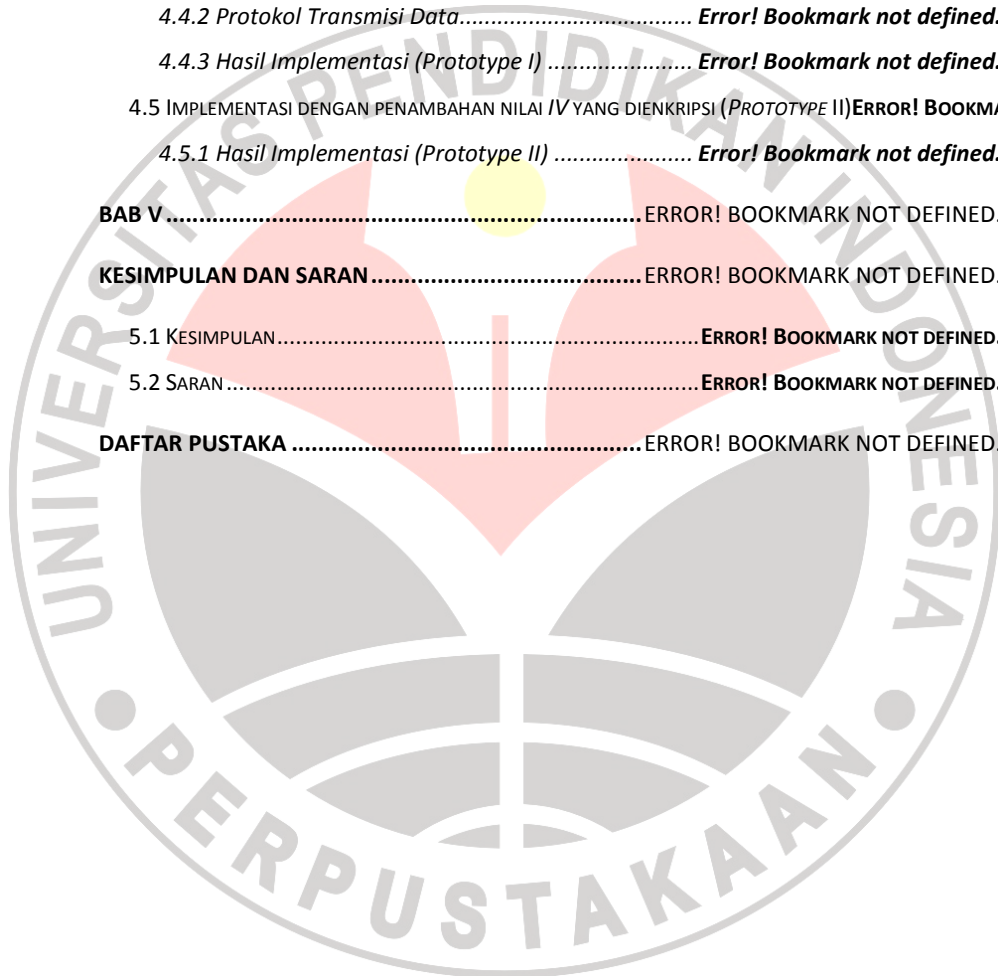 4.4.2 Protokol Transmisi Data................................... Error! Bookmark not defined.
4.4.3 Hasil Implementasi (Prototype I) ...................... Error! Bookmark not defined.
4.5 IMPLEMENTASI DENGAN PENAMBAHAN NILAI IV YANG DIENKRIPSI (PROTOTYPE II)ERROR! BOOKMA
4.5.1 Hasil Implementasi (Prototype II) ..................... Error! Bookmark not defined.
BAB V ........................................................................ERROR! BOOKMARK NOT DEFINED.
KESIMPULAN DAN SARAN.........................................ERROR! BOOKMARK NOT DEFINED.
5.1 KESIMPULAN................................................................ERROR! BOOKMARK NOT DEFINED.
5.2 SARAN........................................................................ERROR! BOOKMARK NOT DEFINED.
DAFTAR PUSTAKA .....................................................ERROR! BOOKMARK NOT DEFINED.
UNIVERSITAS PENDIDIKAN INDONESIA
PERPUSTAKAAN